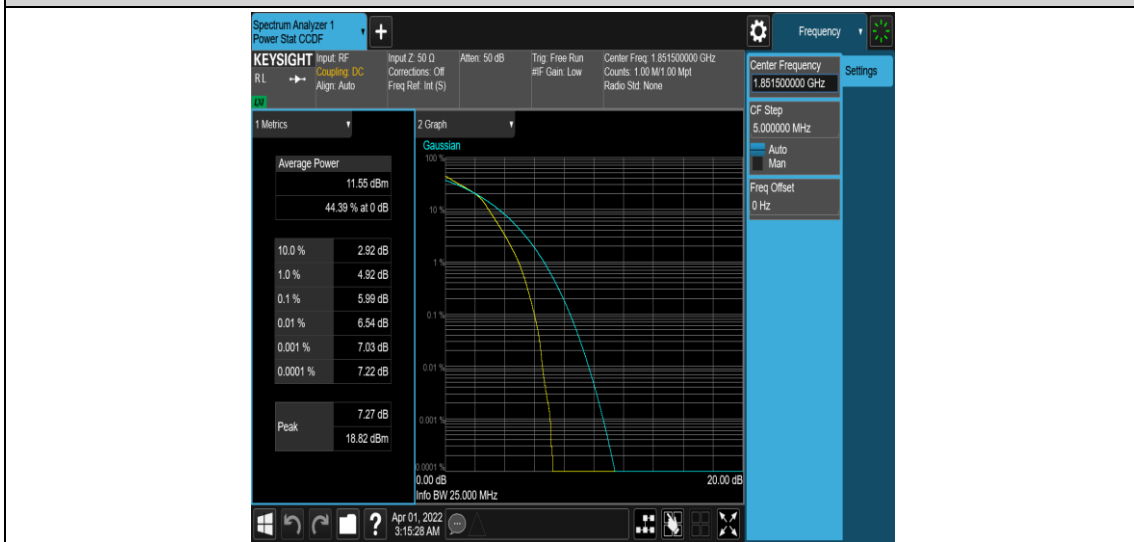 Spectrum Analyzer 1
Power Stat CCDF
+
Frequency
KEYSIGHT
RL
LXI
Input: RF
Coupling: DC
Align: Auto
Input Z: 50 Ω
Corrections: Off
Freq Ref: Int (S)
Atten: 50 dB
Trig: Free Run
#IF Gain: Low
Center Freq: 1.851500000 GHz
Counts: 1.00 M/1.00 Mpt
Radio Std: None
Center Frequency
1.851500000 GHz
Settings
CF Step
5.000000 MHz
Auto
Man
Freq Offset
0 Hz
1 Metrics
Average Power
11.55 dBm
44.39 % at 0 dB
10.0 % 2.92 dB
1.0 % 4.92 dB
0.1 % 5.99 dB
0.01 % 6.54 dB
0.001 % 7.03 dB
0.0001 % 7.22 dB
Peak
7.27 dB
18.82 dBm
2 Graph
Gaussian
100 %
10 %
1 %
0.1 %
0.01 %
0.001 %
0.0001 %
0.00 dB 20.00 dB
Info BW 25.000 MHz
?
Apr 01, 2022
3:15:28 AM